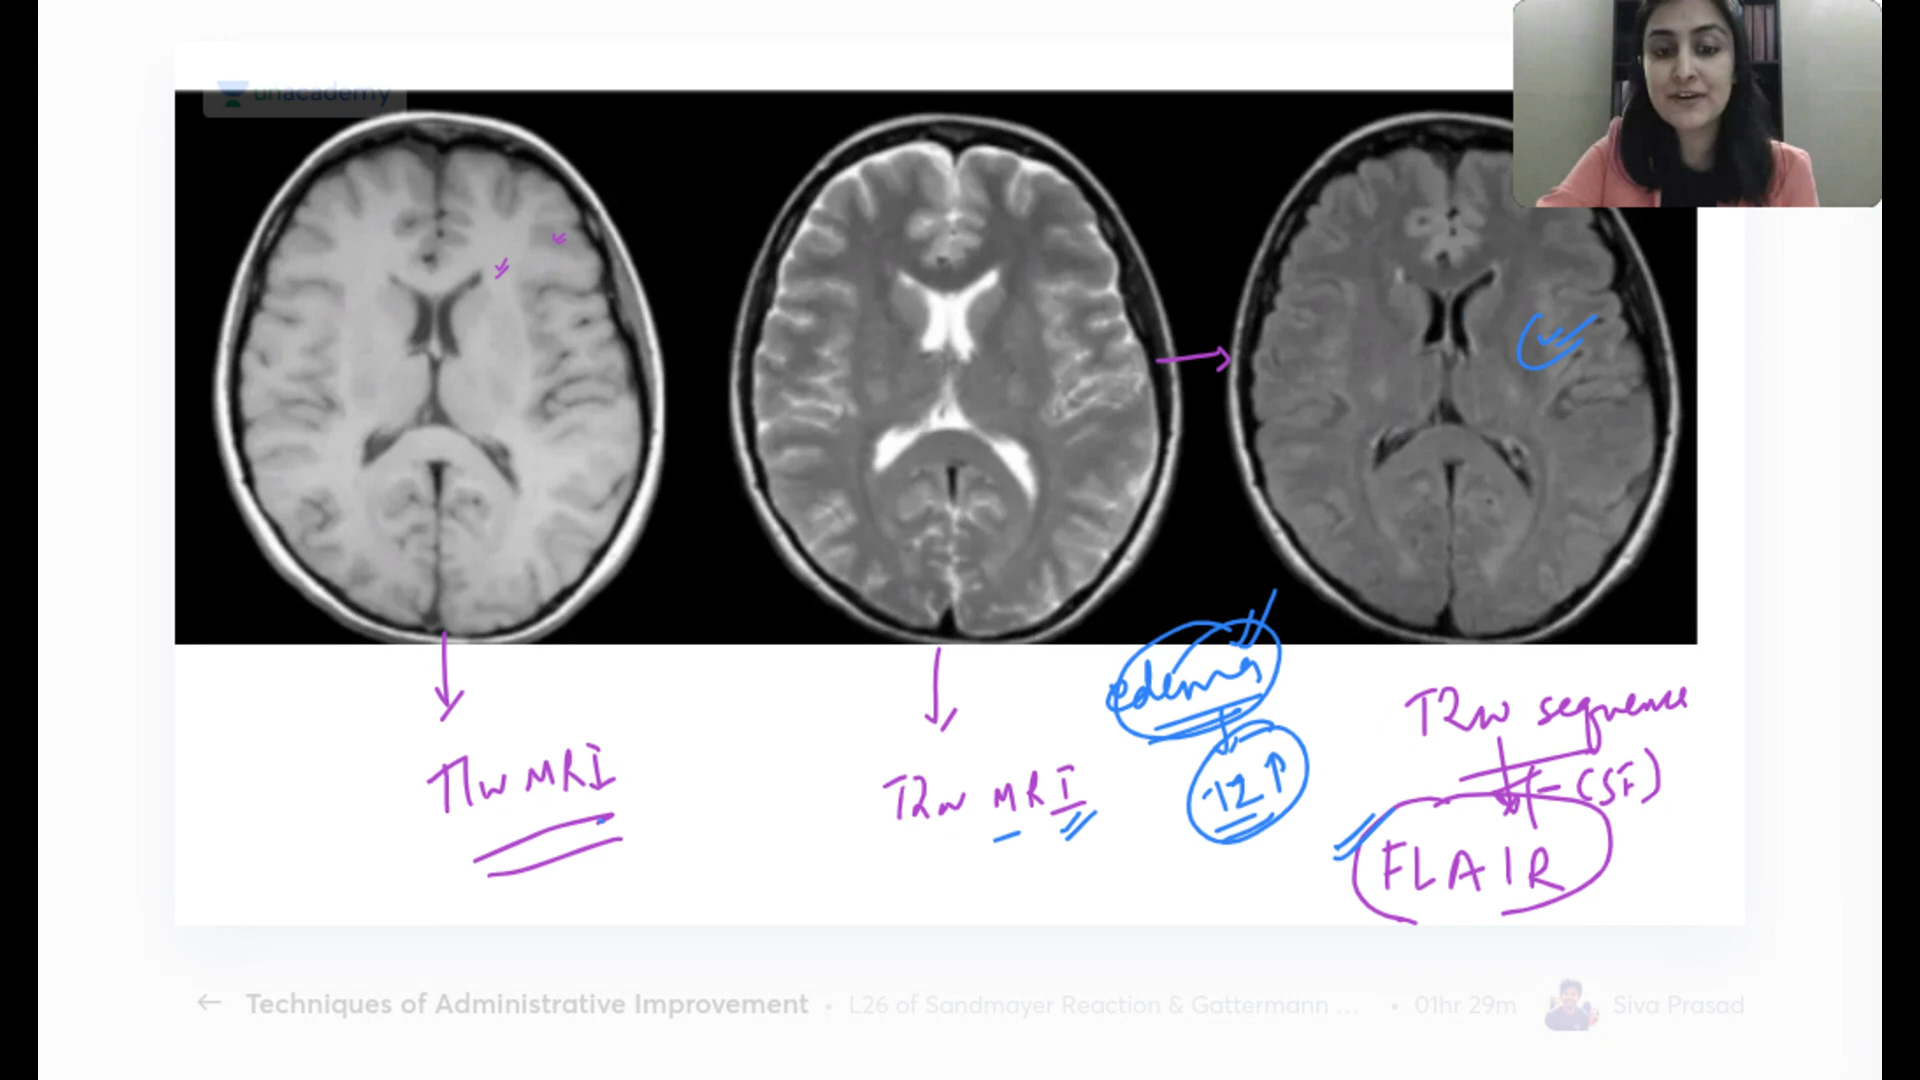 unacademy
edema
T2↑
T1w MRI
T2w MRI
T2w sequence
(- CSF)
FLAIR
← Techniques of Administrative Improvement • L26 of Sandmayer Reaction & Gattermann ... • 01hr 29m Siva Prasad